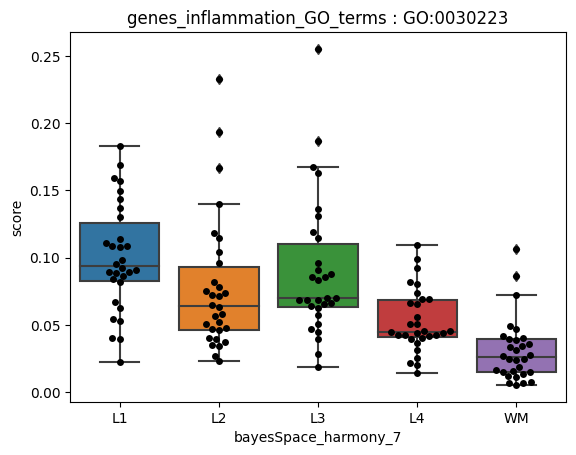 genes_inflammation_GO_terms : GO:0030223
0.25
0.20
0.15
0.10
0.05
0.00
score
L1 L2 L3 L4 WM
bayesSpace_harmony_7